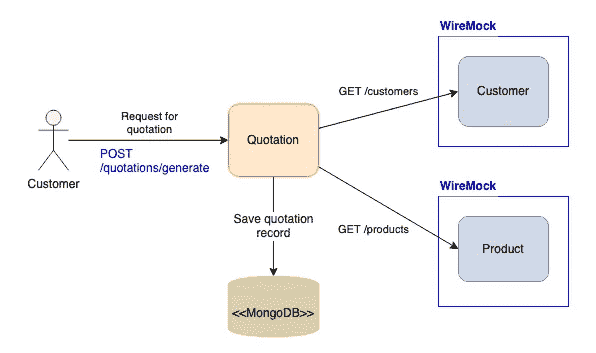 WireMock
Customer
GET /customers
Request for
quotation
POST
/quotations/generate
Customer
Quotation
WireMock
Product
GET /products
Save quotation
record
<<MongoDB>>